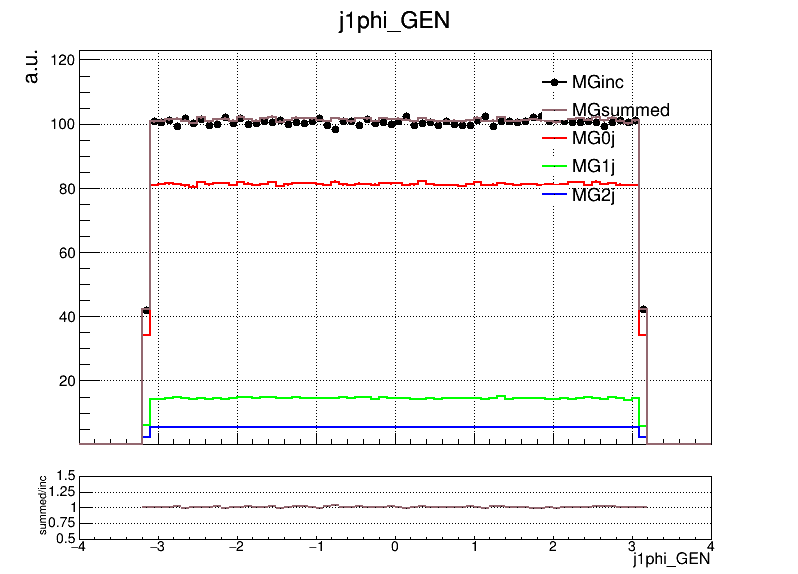 j1phi_GEN
a.u.
120
100
80
60
40
20
MGinc
MGsummed
MG0j
MG1j
MG2j
summed/inc
1.5
1.25
1
0.75
0.5
−4 −3 −2 −1 0 1 2 3 4
j1phi_GEN